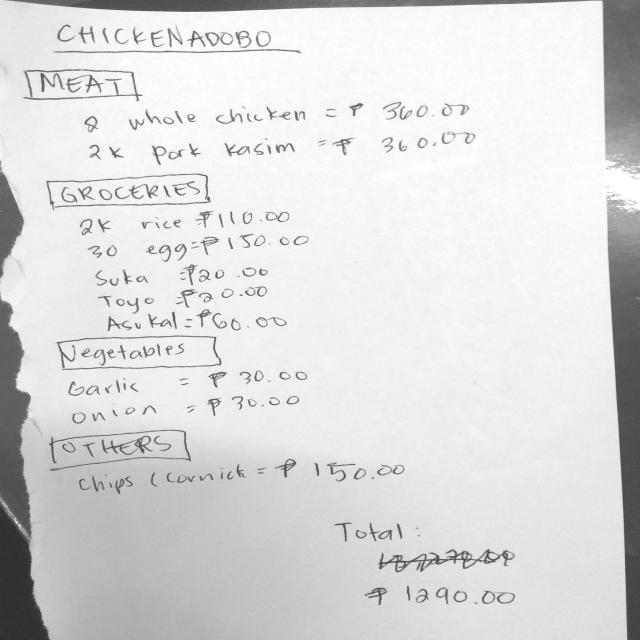 CHICKENADOBO
MEAT
8 whole chicken = ₱ 360.00
2k pork kasim = ₱ 360.00
GROCERIES
2k rice = ₱110.00
30 egg = ₱150.00
Suka = ₱20.00
Toyo = ₱20.00
Asukal = ₱60.00
Vegetables
Garlic = ₱ 30.00
onion = ₱ 30.00
OTHERS
Chips (cornick = ₱ 150.00
Total :
₱ 1290.00